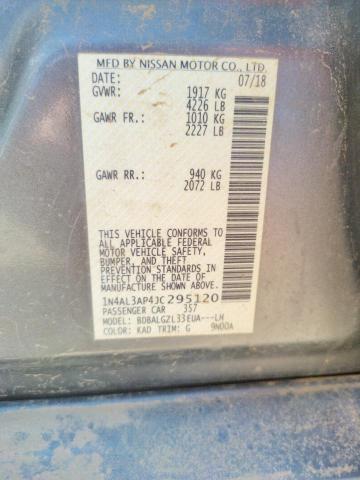 MFD BY NISSAN MOTOR CO., LTD.
DATE: 07/18
GVWR: 1917 KG
4226 LB
GAWR FR.: 1010 KG
2227 LB
GAWR RR.: 940 KG
2072 LB
THIS VEHICLE CONFORMS TO ALL
APPLICABLE U.S. FEDERAL
MOTOR VEHICLE SAFETY,
BUMPER, AND THEFT
PREVENTION STANDARDS IN
EFFECT ON THE DATE OF
MANUFACTURE SHOWN ABOVE.
1N4AL3AP4JC295120
PASSENGER CAR 357
MODEL: BDBALGZL33EUA---LH
COLOR: KAD TRIM: G 9N00A